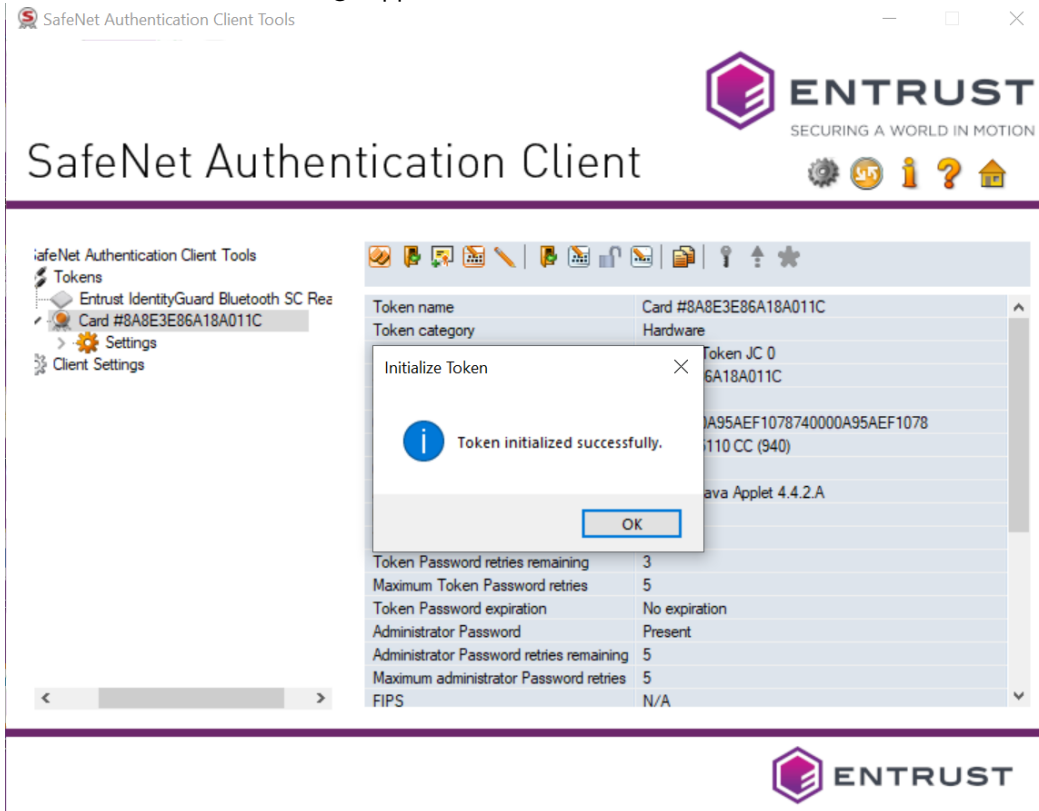 SafeNet Authentication Client Tools
ENTRUST
SECURING A WORLD IN MOTION
SafeNet Authentication Client
afeNet Authentication Client Tools
Tokens
Entrust IdentityGuard Bluetooth SC Rea
Card #8A8E3E86A18A011C
Settings
Client Settings
Token name Card #8A8E3E86A18A011C
Token category Hardware
Token JC 0
6A18A011C
A95AEF1078740000A95AEF1078
110 CC (940)
ava Applet 4.4.2.A
Initialize Token
Token initialized successfully.
OK
Token Password retries remaining 3
Maximum Token Password retries 5
Token Password expiration No expiration
Administrator Password Present
Administrator Password retries remaining 5
Maximum administrator Password retries 5
FIPS N/A
ENTRUST